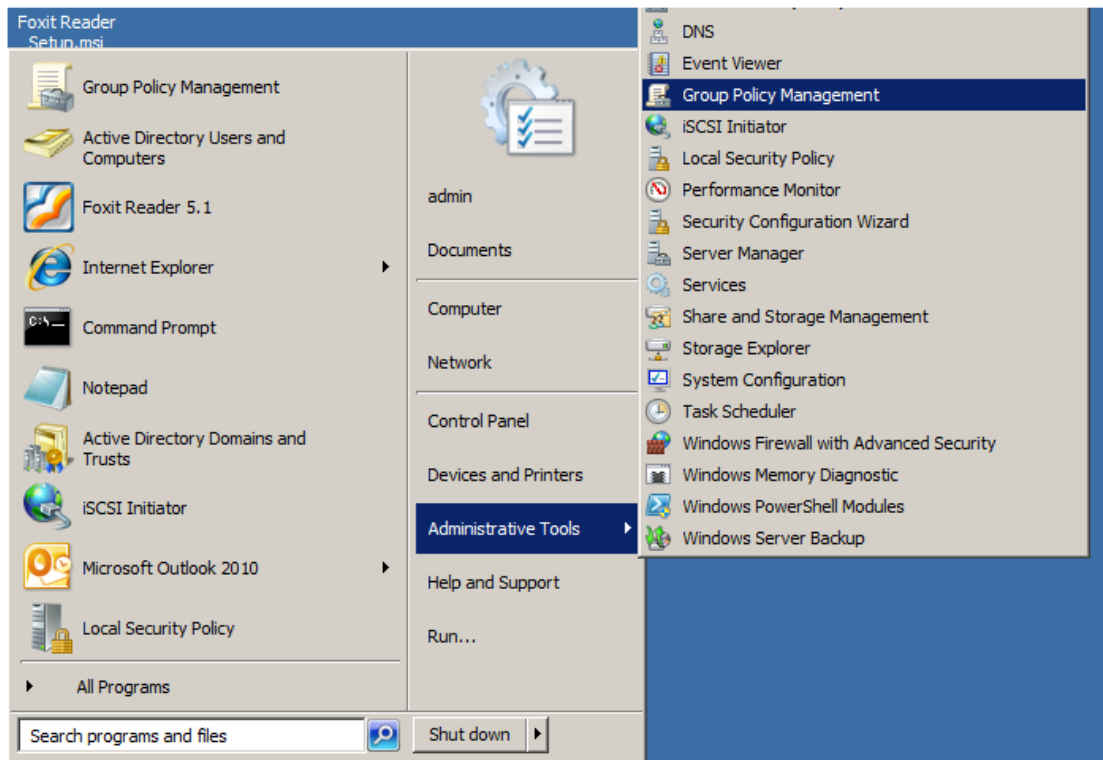 Foxit Reader
Setup.msi
Group Policy Management
Active Directory Users and
Computers
Foxit Reader 5.1
Internet Explorer
C:\
Command Prompt
Notepad
Active Directory Domains and
Trusts
iSCSI Initiator
Microsoft Outlook 2010
Local Security Policy
All Programs
Search programs and files
admin
Documents
Computer
Network
Control Panel
Devices and Printers
Administrative Tools
Help and Support
Run...
Shut down
DNS
Event Viewer
Group Policy Management
iSCSI Initiator
Local Security Policy
Performance Monitor
Security Configuration Wizard
Server Manager
Services
Share and Storage Management
Storage Explorer
System Configuration
Task Scheduler
Windows Firewall with Advanced Security
Windows Memory Diagnostic
Windows PowerShell Modules
Windows Server Backup